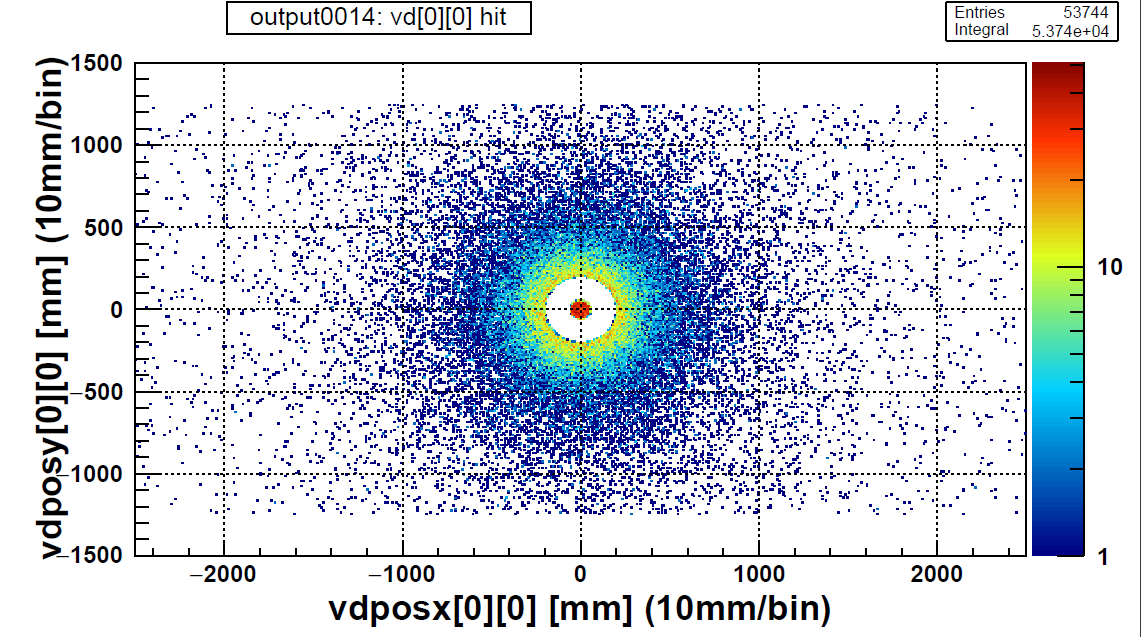 output0014: vd[0][0] hit
Entries 53744
Integral 5.374e+04
vdposy[0][0] [mm] (10mm/bin)
1500
1000
500
0
−500
−1000
−1500
10
1
−2000 −1000 0 1000 2000
vdposx[0][0] [mm] (10mm/bin)